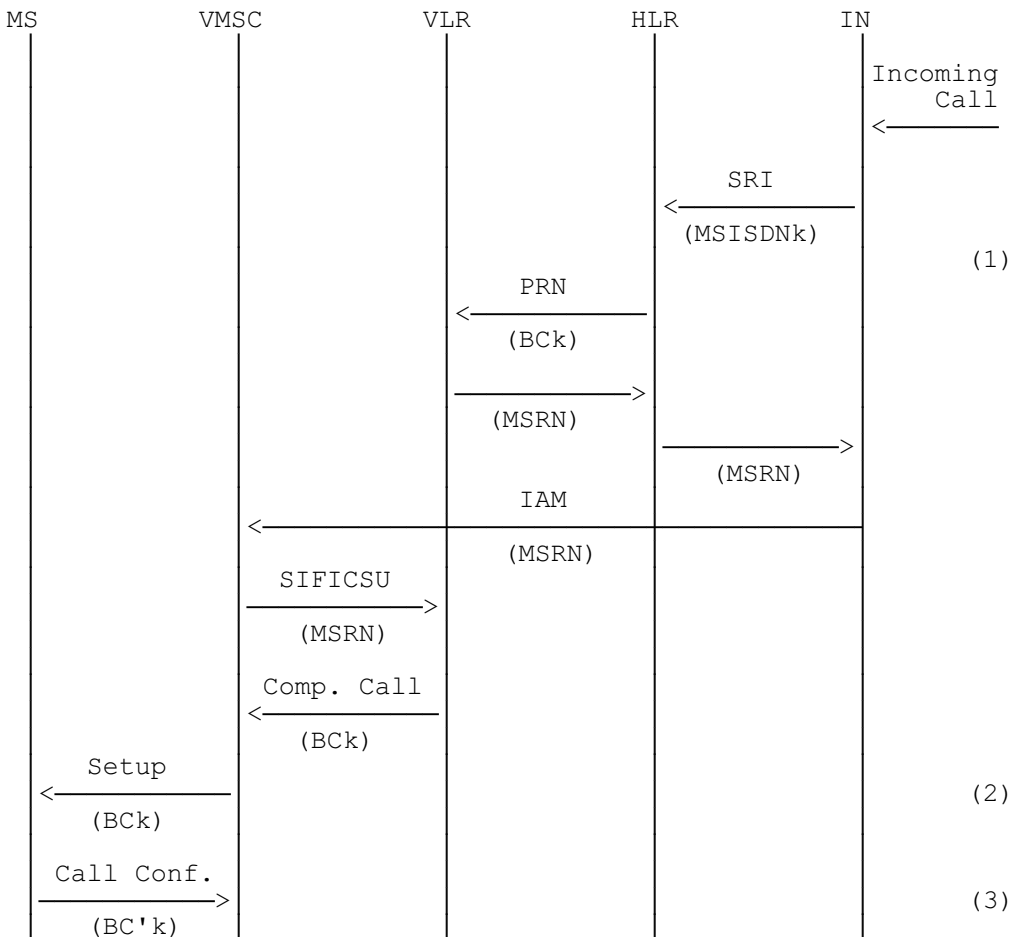 MS VMSC VLR HLR IN
Incoming
Call
SRI
(MSISDNk)
(1)
PRN
(BCk)
(MSRN)
(MSRN)
IAM
(MSRN)
SIFICSU
(MSRN)
Comp. Call
(BCk)
Setup
(2)
(BCk)
Call Conf.
(3)
(BC'k)